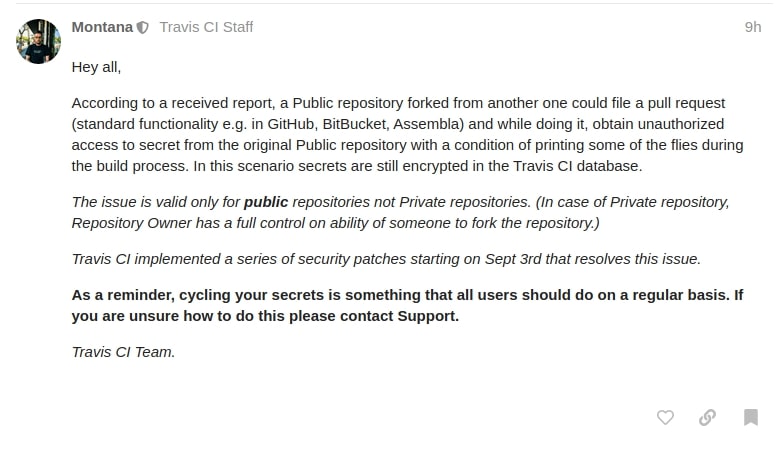 Montana Travis CI Staff 9h
Hey all,
According to a received report, a Public repository forked from another one could file a pull request
(standard functionality e.g. in GitHub, BitBucket, Assembla) and while doing it, obtain unauthorized
access to secret from the original Public repository with a condition of printing some of the flies during
the build process. In this scenario secrets are still encrypted in the Travis CI database.
The issue is valid only for public repositories not Private repositories. (In case of Private repository,
Repository Owner has a full control on ability of someone to fork the repository.)
Travis CI implemented a series of security patches starting on Sept 3rd that resolves this issue.
As a reminder, cycling your secrets is something that all users should do on a regular basis. If
you are unsure how to do this please contact Support.
Travis CI Team.